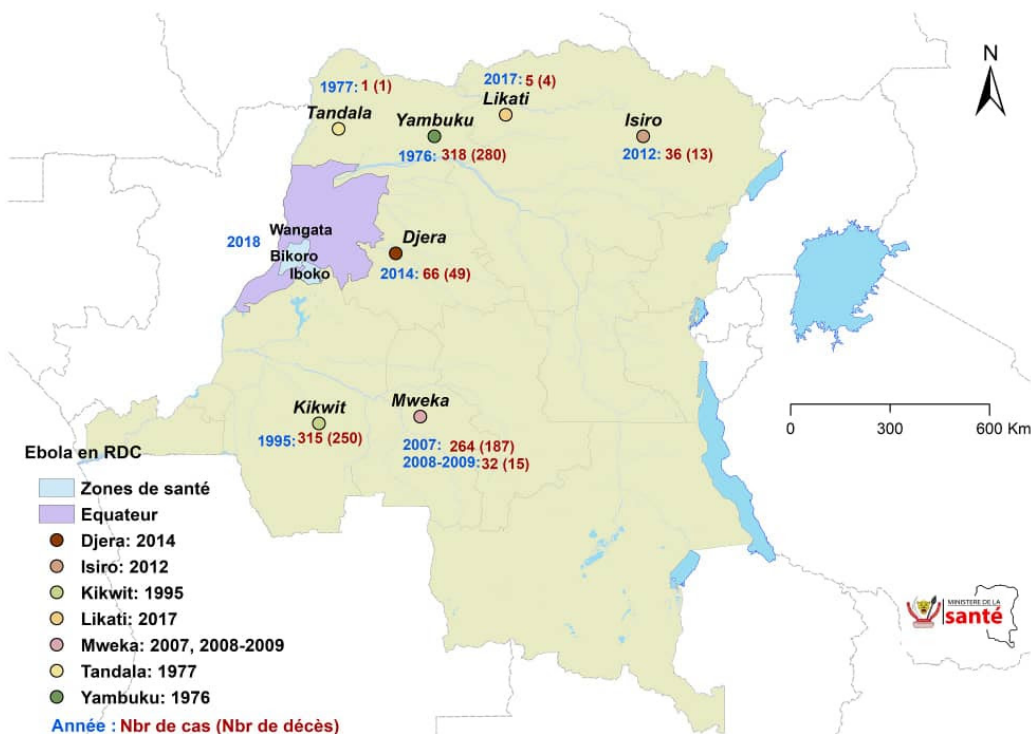 N
1977: 1 (1)
Tandala
2017: 5 (4)
Likati
Yambuku
1976: 318 (280)
Isiro
2012: 36 (13)
2018
Wangata
Bikoro
Iboko
Djera
2014: 66 (49)
Kikwit
1995: 315 (250)
Mweka
2007: 264 (187)
2008-2009: 32 (15)
0 300 600 Km
Ebola en RDC
Zones de santé
Equateur
Djera: 2014
Isiro: 2012
Kikwit: 1995
Likati: 2017
Mweka: 2007, 2008-2009
Tandala: 1977
Yambuku: 1976
Année : Nbr de cas (Nbr de décès)
MINISTERE DE LA
santé